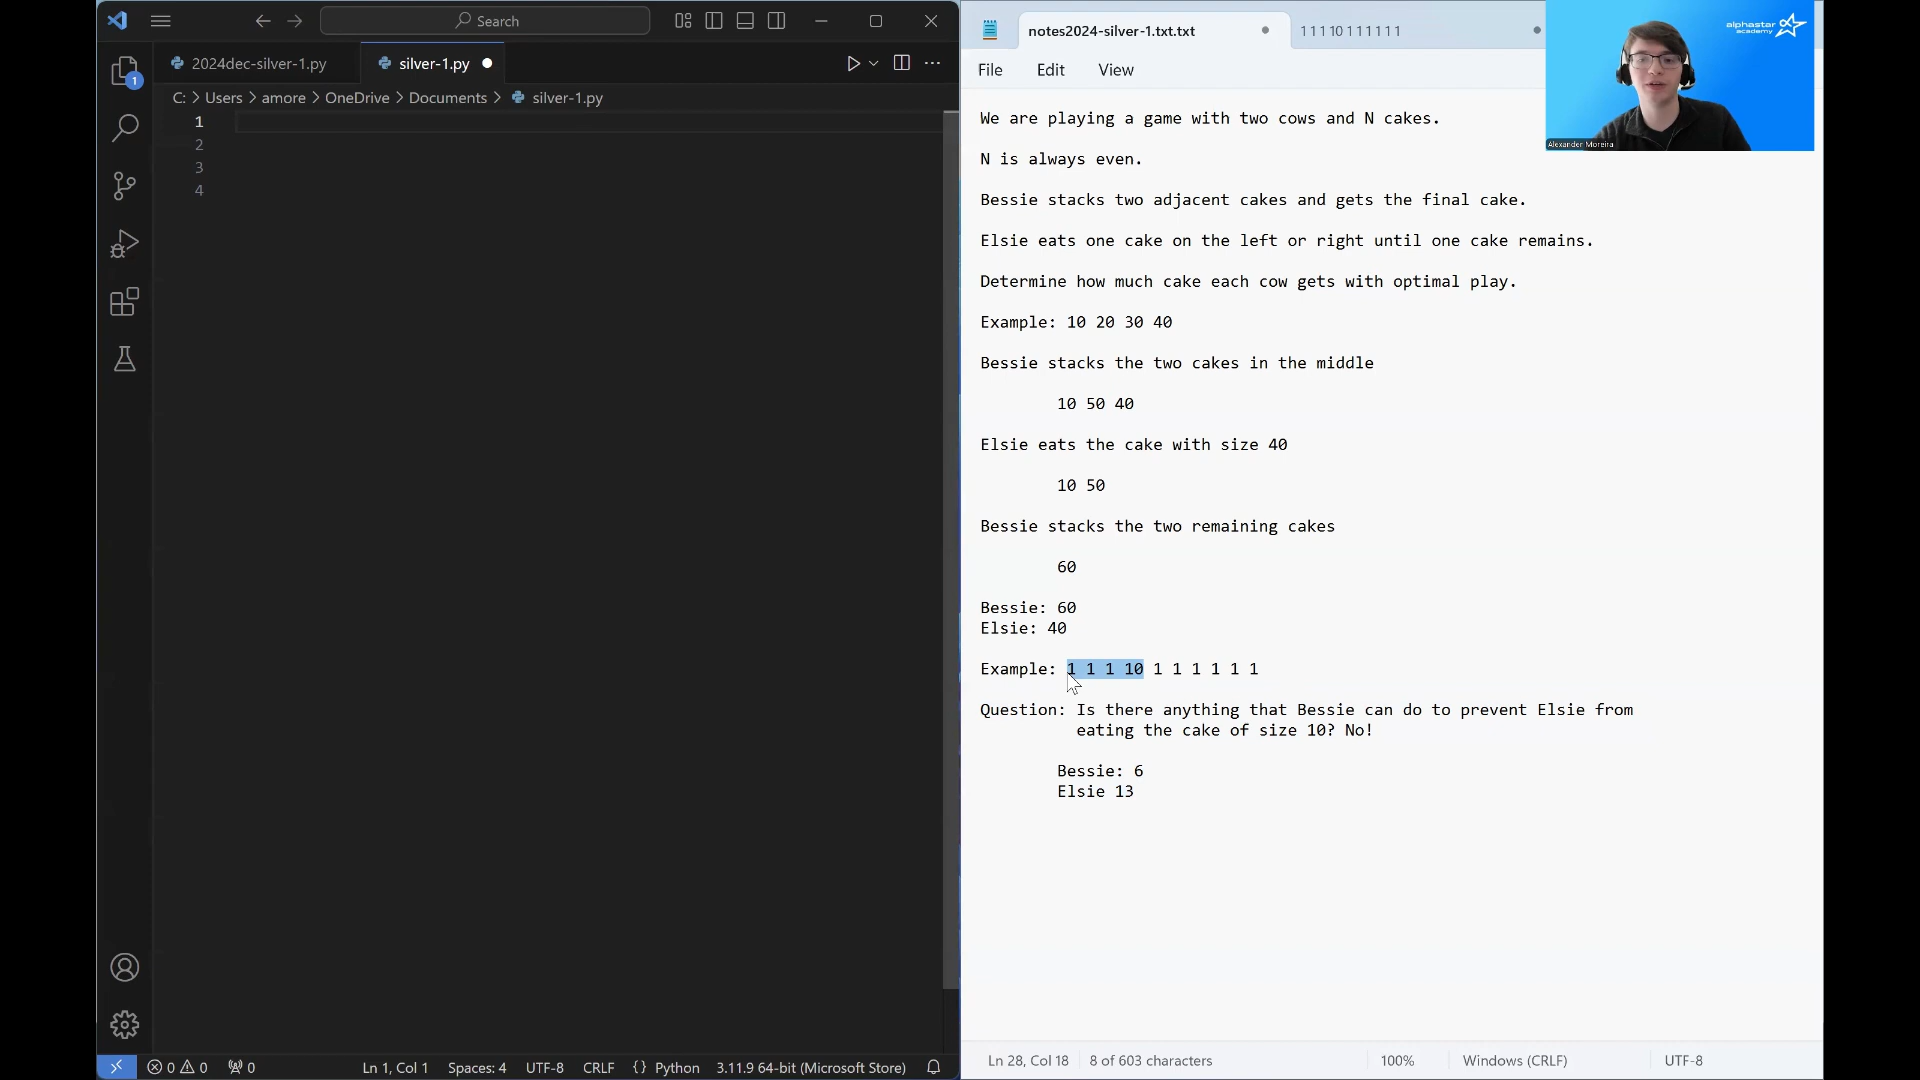 Search
2024dec-silver-1.py
silver-1.py
C: > Users > amore > OneDrive > Documents > silver-1.py
1
2
3
4
1
0 0 0
Ln 1, Col 1 Spaces: 4 UTF-8 CRLF {} Python 3.11.9 64-bit (Microsoft Store)
notes2024-silver-1.txt.txt
1 1 1 10 1 1 1 1 1 1
File Edit View
We are playing a game with two cows and N cakes.
N is always even.
Bessie stacks two adjacent cakes and gets the final cake.
Elsie eats one cake on the left or right until one cake remains.
Determine how much cake each cow gets with optimal play.
Example: 10 20 30 40
Bessie stacks the two cakes in the middle
10 50 40
Elsie eats the cake with size 40
10 50
Bessie stacks the two remaining cakes
60
Bessie: 60
Elsie: 40
Example: 1 1 1 10 1 1 1 1 1 1
Question: Is there anything that Bessie can do to prevent Elsie from
eating the cake of size 10? No!
Bessie: 6
Elsie 13
Ln 28, Col 18 8 of 603 characters 100% Windows (CRLF) UTF-8
alphastar
academy
Alexander Moreira